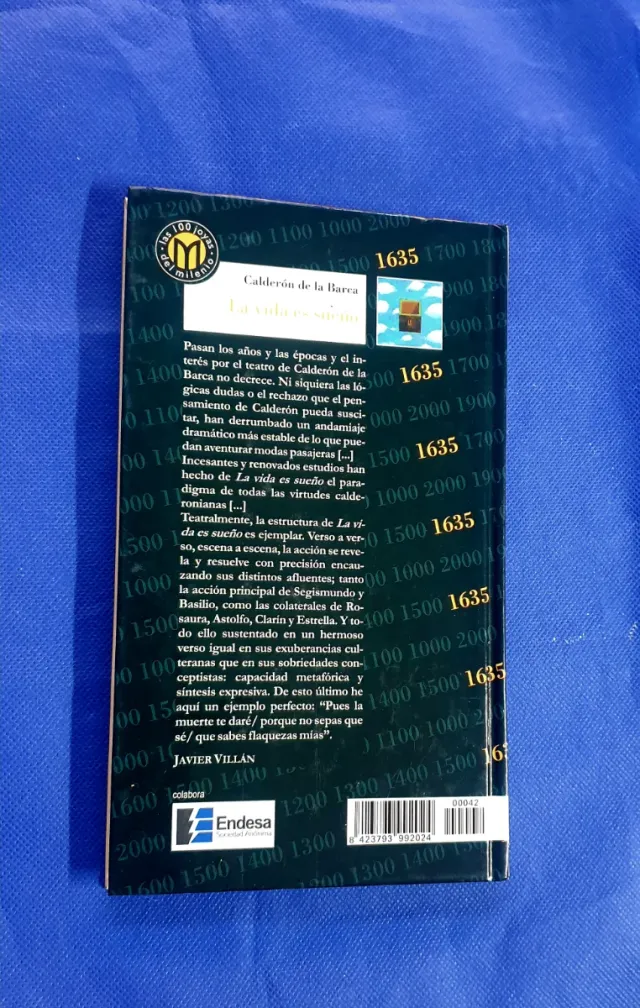 las 100 joyas
del milenio
M
Calderón de la Barca
La vida es sueño
1635
1635
1635
1635
1635
1635
163
Pasan los años y las épocas y el in-
terés por el teatro de Calderón de la
Barca no decrece. Ni siquiera las ló-
gicas dudas o el rechazo que el pen-
samiento de Calderón pueda susci-
tar, han derrumbado un andamiaje
dramático más estable de lo que pue-
dan aventurar modas pasajeras [...]
Incesantes y renovados estudios han
hecho de La vida es sueño el para-
digma de todas las virtudes calde-
ronianas [...]
Teatralmente, la estructura de La vi-
da es sueño es ejemplar. Verso a ver-
so, escena a escena, la acción se reve-
la y resuelve con precisión encau-
zando sus distintos afluentes; tanto
la acción principal de Segismundo y
Basilio, como las colaterales de Ro-
saura, Astolfo, Clarín y Estrella. Y to-
do ello sustentado en un hermoso
verso igual en sus exuberancias cul-
teranas que en sus sobriedades con-
ceptistas: capacidad metafórica y
síntesis expresiva. De esto último he
aquí un ejemplo perfecto: “Pues la
muerte te daré/ porque no sepas que
sé/ que sabes flaquezas mías”.
JAVIER VILLÁN
colabora
Endesa
Sociedad Anónima
00042
8 423793 992024